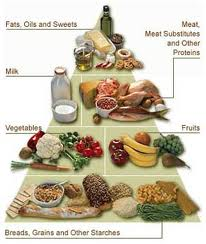 Fats, Oils and Sweets
Meat,
Meat Substitutes
and Other
Proteins
Milk
Vegetables
Fruits
Breads, Grains and Other Starches